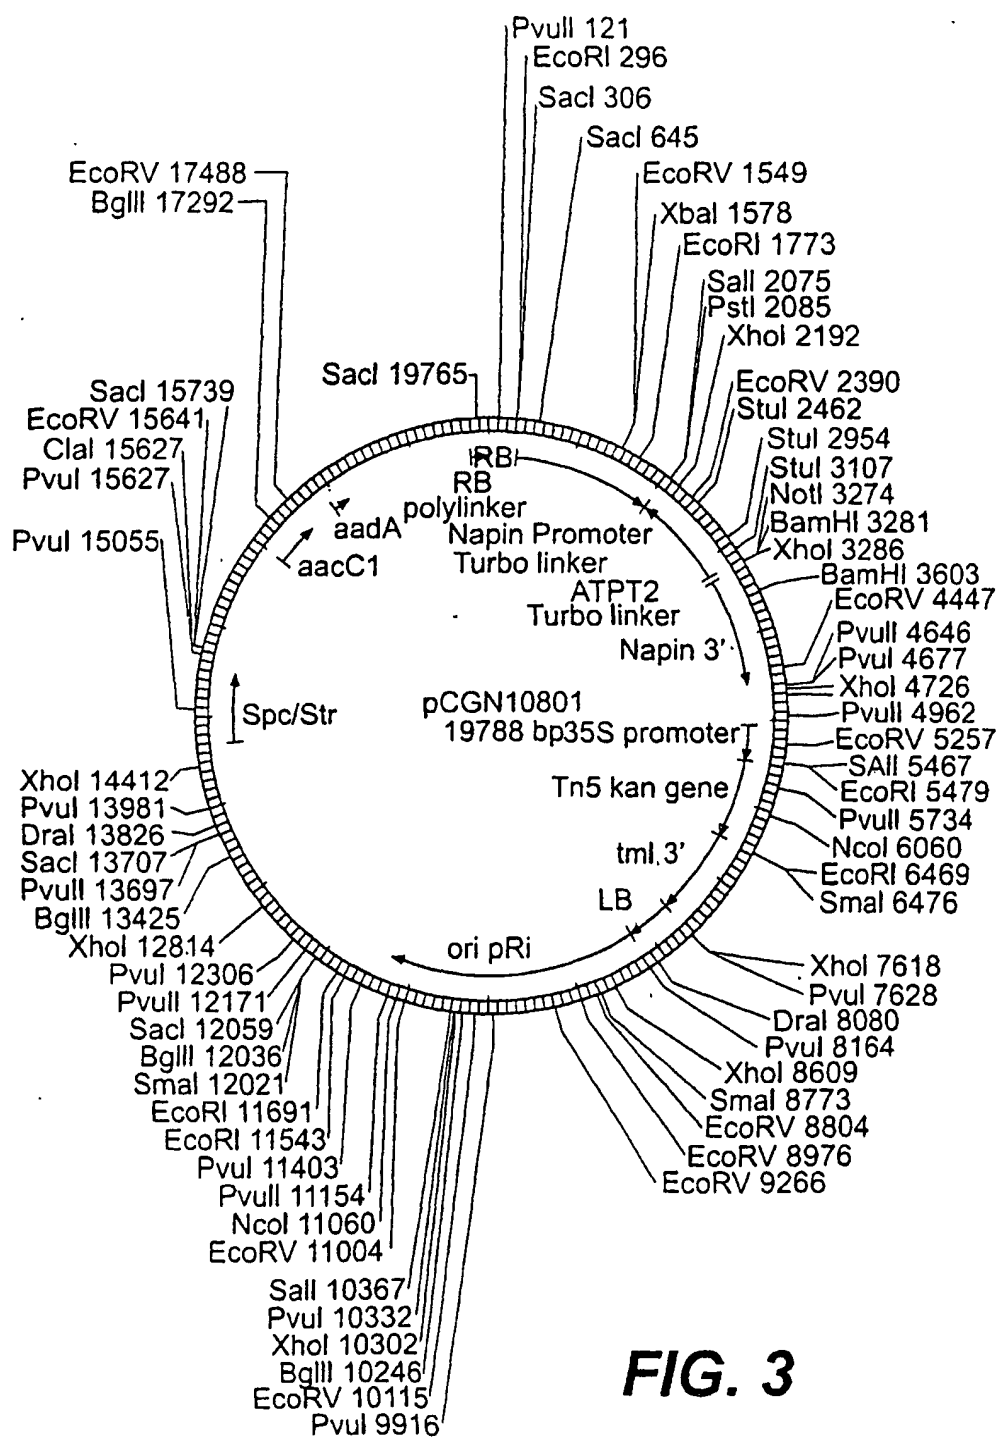 PvuII 121
EcoRI 296
SacI 306
SacI 645
EcoRV 1549
XbaI 1578
EcoRI 1773
SalI 2075
PstI 2085
XhoI 2192
EcoRV 2390
StuI 2462
StuI 2954
StuI 3107
NotI 3274
BamHI 3281
XhoI 3286
BamHI 3603
EcoRV 4447
PvuII 4646
PvuI 4677
XhoI 4726
PvuII 4962
EcoRV 5257
SAlI 5467
EcoRI 5479
PvuII 5734
NcoI 6060
EcoRI 6469
SmaI 6476
XhoI 7618
PvuI 7628
DraI 8080
PvuI 8164
XhoI 8609
SmaI 8773
EcoRV 8804
EcoRV 8976
EcoRV 9266
EcoRV 17488
BglII 17292
SacI 19765
SacI 15739
EcoRV 15641
ClaI 15627
PvuI 15627
PvuI 15055
XhoI 14412
PvuI 13981
DraI 13826
SacI 13707
PvuII 13697
BglII 13425
XhoI 12814
PvuI 12306
PvuII 12171
SacI 12059
BglII 12036
SmaI 12021
EcoRI 11691
EcoRI 11543
PvuI 11403
PvuII 11154
NcoI 11060
EcoRV 11004
SalI 10367
PvuI 10332
XhoI 10302
BglII 10246
EcoRV 10115
PvuI 9916
RB
RB
polylinker
Napin Promoter
Turbo linker
ATPT2
Turbo linker
Napin 3'
aadA
aacC1
Spc/Str
pCGN10801
19788 bp
35S promoter
Tn5 kan gene
tml 3'
LB
ori pRi
FIG. 3